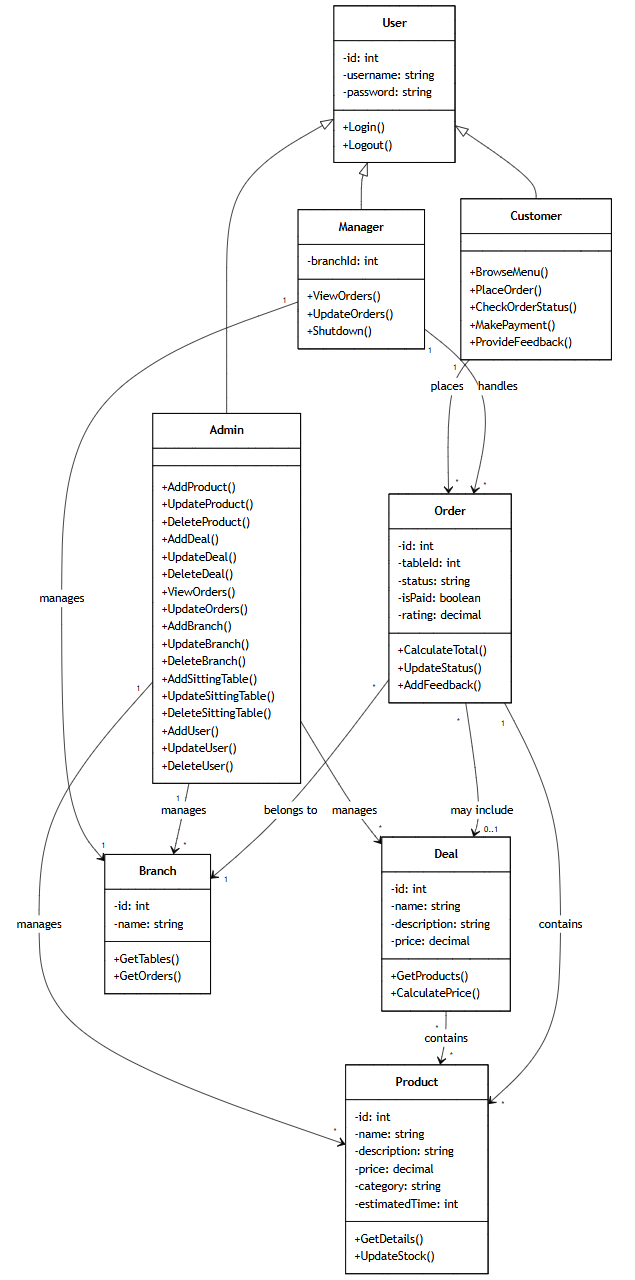 User
-id: int
-username: string
-password: string
+Login()
+Logout()
Manager
-branchId: int
+ViewOrders()
+UpdateOrders()
+Shutdown()
Customer
+BrowseMenu()
+PlaceOrder()
+CheckOrderStatus()
+MakePayment()
+ProvideFeedback()
1
1
1
places
handles
*
*
Admin
+AddProduct()
+UpdateProduct()
+DeleteProduct()
+AddDeal()
+UpdateDeal()
+DeleteDeal()
+ViewOrders()
+UpdateOrders()
+AddBranch()
+UpdateBranch()
+DeleteBranch()
+AddSittingTable()
+UpdateSittingTable()
+DeleteSittingTable()
+AddUser()
+UpdateUser()
+DeleteUser()
Order
-id: int
-tableId: int
-status: string
-isPaid: boolean
-rating: decimal
+CalculateTotal()
+UpdateStatus()
+AddFeedback()
manages
1
*
*
1
1
manages
belongs to
manages
may include
1
*
1
*
0..1
Branch
-id: int
-name: string
+GetTables()
+GetOrders()
Deal
-id: int
-name: string
-description: string
-price: decimal
+GetProducts()
+CalculatePrice()
manages
contains
*
contains
*
*
*
Product
-id: int
-name: string
-description: string
-price: decimal
-category: string
-estimatedTime: int
+GetDetails()
+UpdateStock()